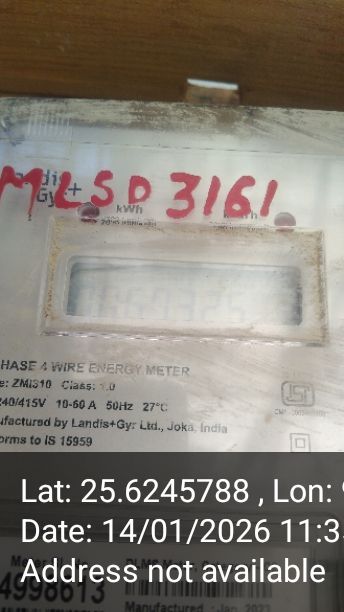 MLSD 3161
Gyr
kWh
HASE 4 WIRE ENERGY METER
e: ZMI310 Class: 1.0
240/415V 10-60 A 50Hz 27°C
ufactured by Landis+Gyr Ltd., Joka, India
orms to IS 15959
Lat: 25.6245788 , Lon:
Date: 14/01/2026 11:3
Address not available
4998613
Manufactured